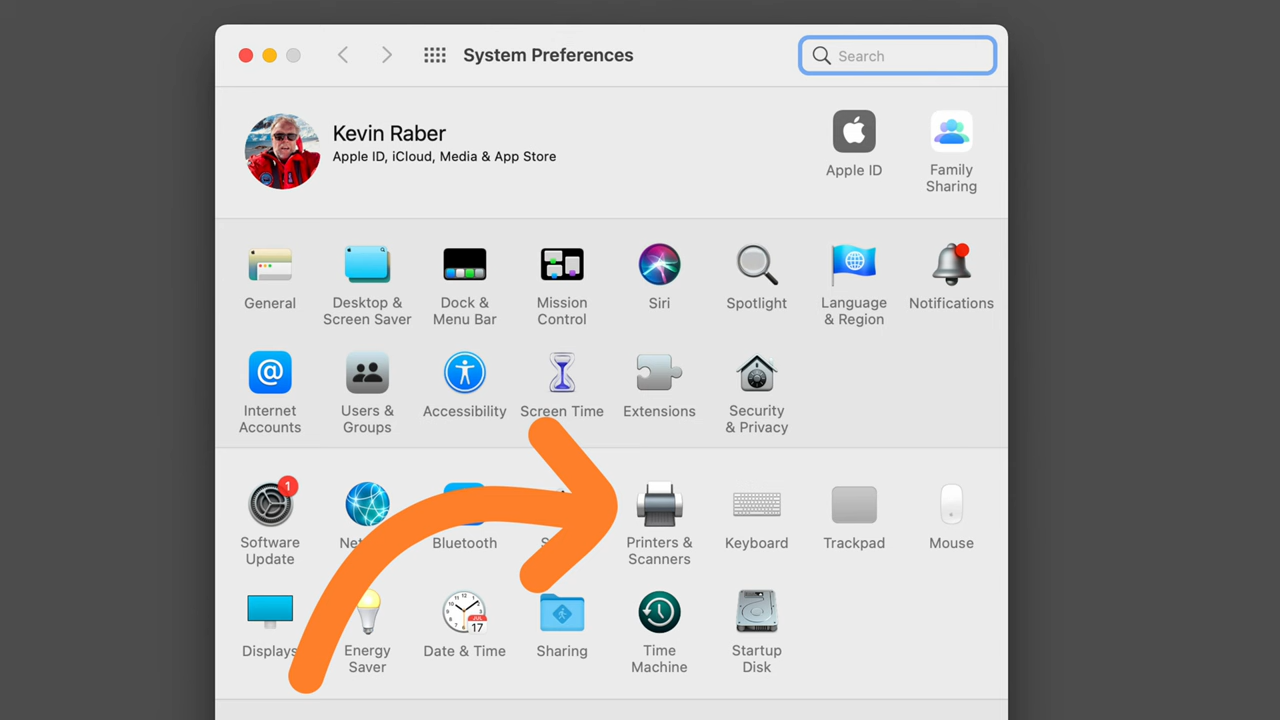 System Preferences
Search
Kevin Raber
Apple ID, iCloud, Media & App Store
Apple ID
Family
Sharing
General
Desktop &
Screen Saver
Dock &
Menu Bar
Mission
Control
Siri
Spotlight
Language
& Region
Notifications
@
Internet
Accounts
Users &
Groups
Accessibility
Screen Time
Extensions
Security
& Privacy
1
Software
Update
Bluetooth
Printers &
Scanners
Keyboard
Trackpad
Mouse
17
Displays
Energy
Saver
Date & Time
Sharing
Time
Machine
Startup
Disk